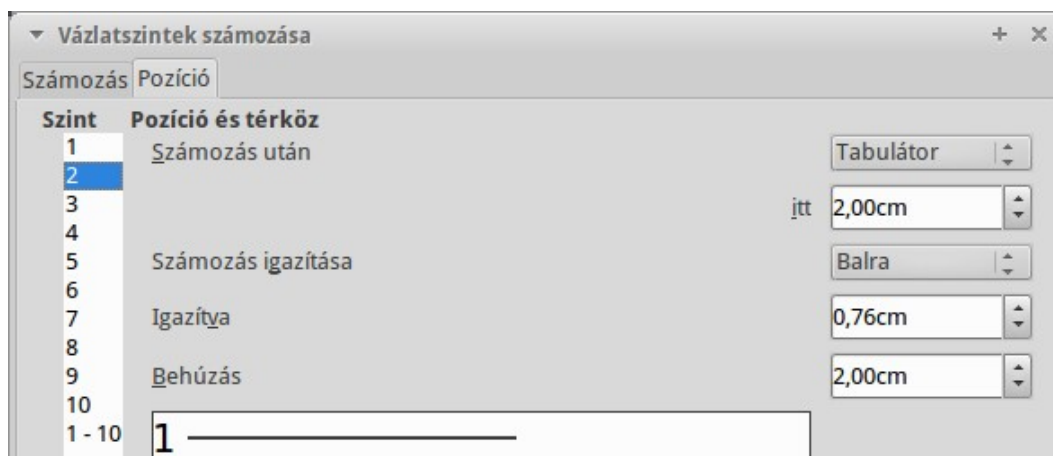 Vázlatszintek számozása
Számozás Pozíció
Szint Pozíció és térköz
1 Számozás után Tabulátor
2
3 itt 2,00cm
4
5 Számozás igazítása Balra
6
7 Igazítva 0,76cm
8
9 Behúzás 2,00cm
10
1 - 10 1